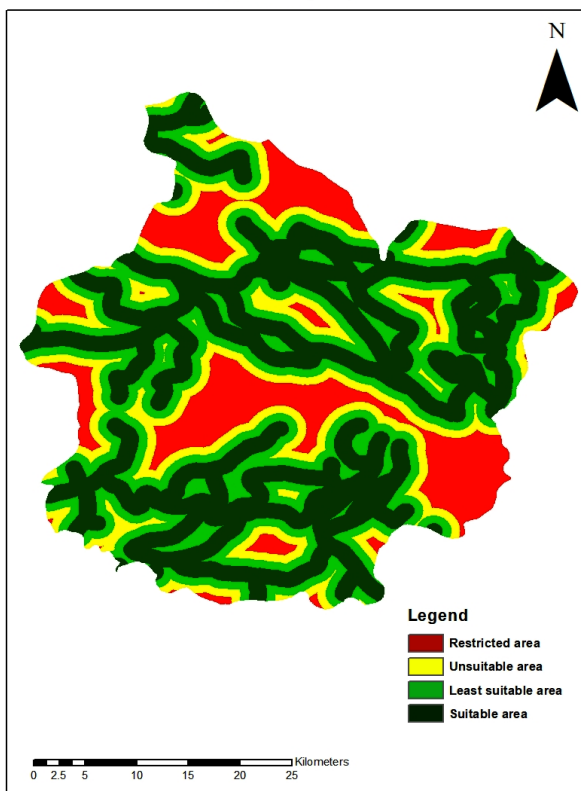 N
Legend
Restricted area
Unsuitable area
Least suitable area
Suitable area
Kilometers
0 2.5 5 10 15 20 25